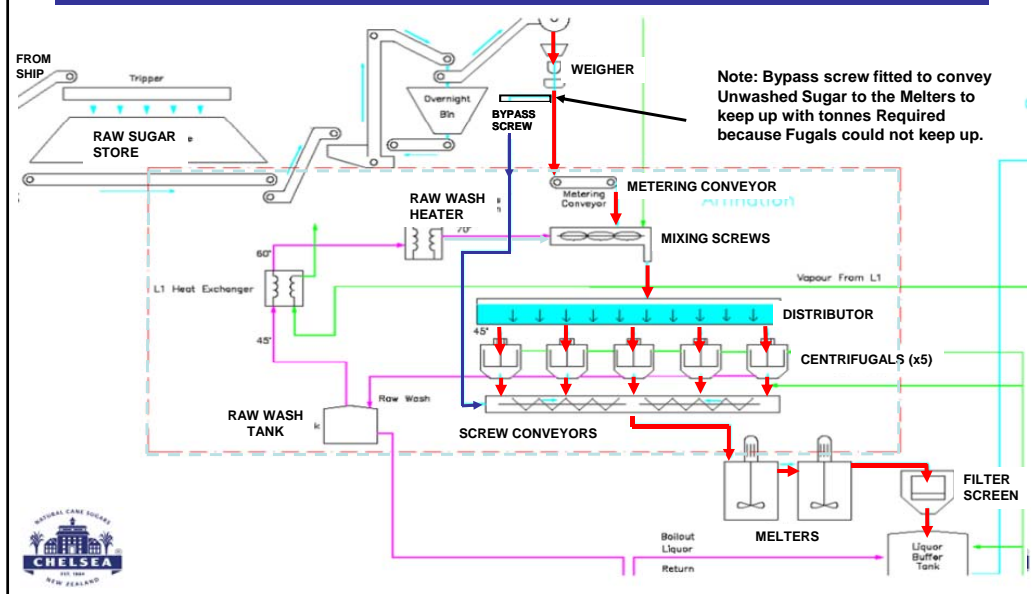 FROM
SHIP
Tripper
RAW SUGAR
STORE
Overnight
Bin
WEIGHER
BYPASS
SCREW
Note: Bypass screw fitted to convey
Unwashed Sugar to the Melters to
keep up with tonnes Required
because Fugals could not keep up.
METERING CONVEYOR
Metering
Conveyor
Affination
RAW WASH
HEATER
70°
MIXING SCREWS
60°
L1 Heat Exchanger
Vapour From L1
DISTRIBUTOR
45°
45°
CENTRIFUGALS (x5)
Raw Wash
RAW WASH
TANK
SCREW CONVEYORS
FILTER
SCREEN
MELTERS
NATURAL CANE SUGARS
CHELSEA
EST. 1884
NEW ZEALAND
Boilout
Liquor
Return
Liquor
Buffer
Tank